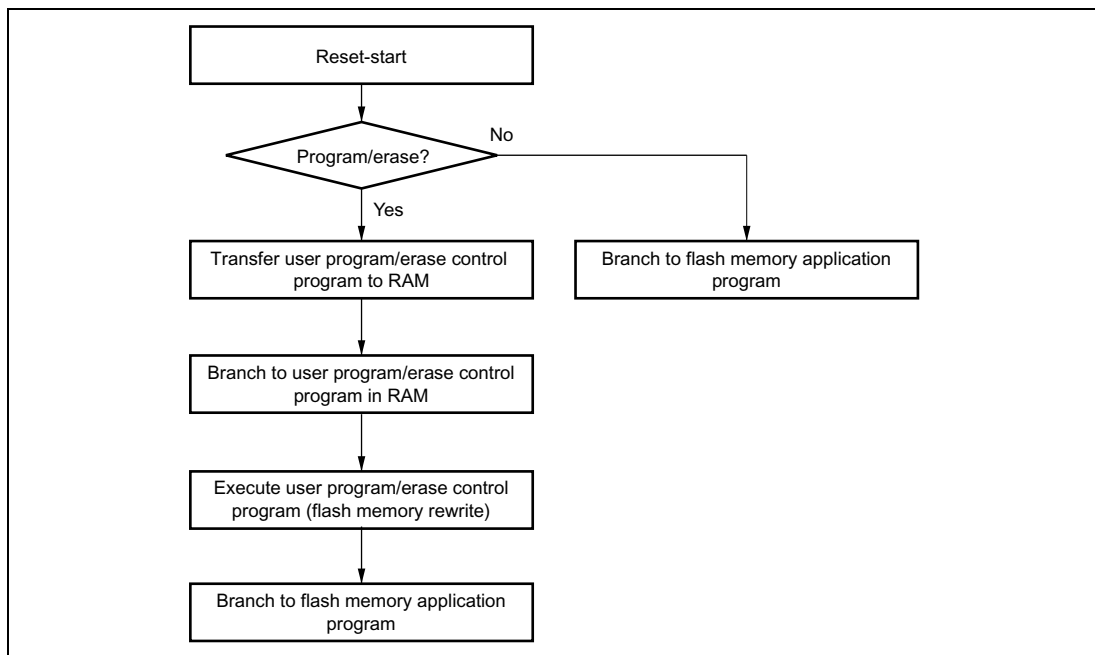 Reset-start
No
Program/erase?
Yes
Transfer user program/erase control
program to RAM
Branch to flash memory application
program
Branch to user program/erase control
program in RAM
Execute user program/erase control
program (flash memory rewrite)
Branch to flash memory application
program